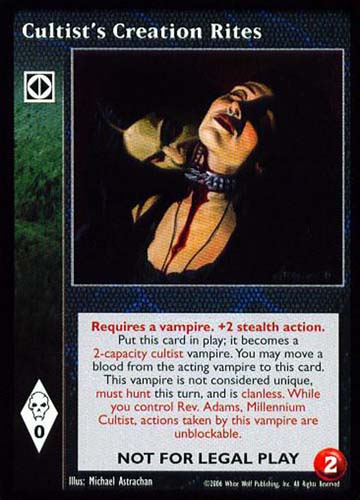 Cultist's Creation Rites
Requires a vampire. +2 stealth action.
Put this card in play; it becomes a
2-capacity cultist vampire. You may move a
blood from the acting vampire to this card.
This vampire is not considered unique,
must hunt this turn, and is clanless. While
you control Rev. Adams, Millennium
Cultist, actions taken by this vampire are
unblockable.
NOT FOR LEGAL PLAY
0
2
Illus: Michael Astrachan
©2006 White Wolf Publishing, Inc. All Rights Reserved